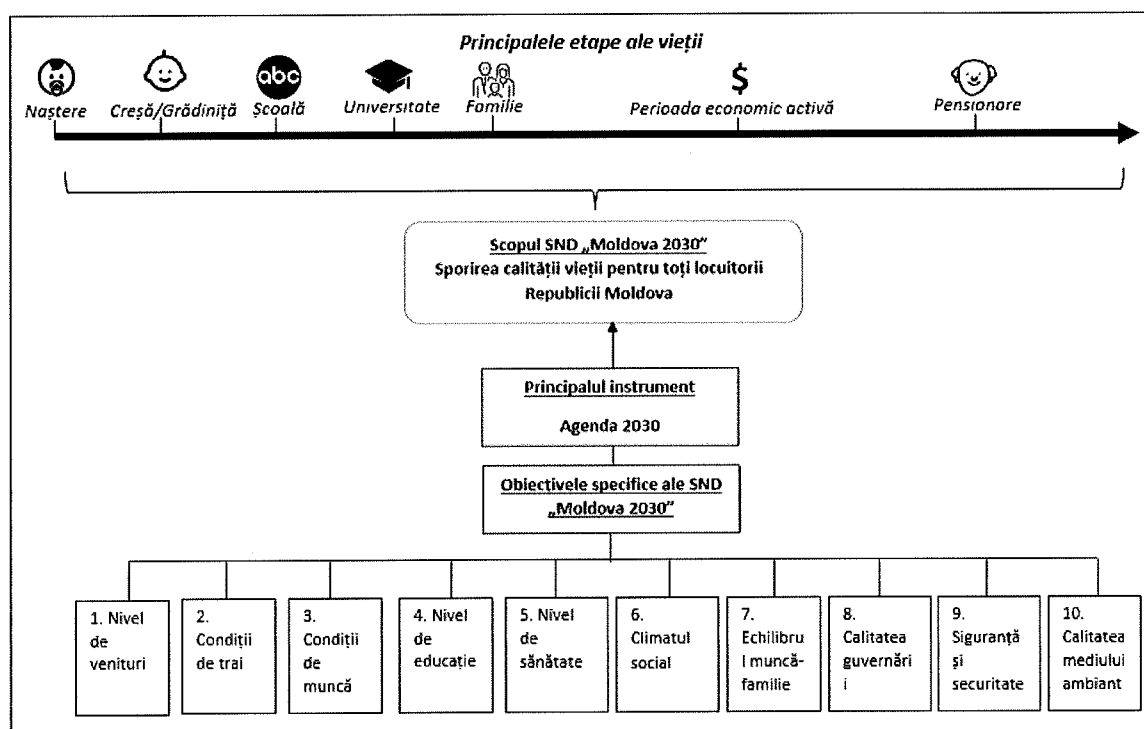 Principalele etape ale vieții
abc
$
Naștere
Creșă/Grădiniță
Școală
Universitate
Familie
Perioada economic activă
Pensionare
Scopul SND „Moldova 2030”
Sporirea calității vieții pentru toți locuitorii
Republicii Moldova
Principalul instrument
Agenda 2030
Obiectivele specifice ale SND
„Moldova 2030”
1. Nivel
de
venituri
2.
Condiții
de trai
3.
Condiții
de
muncă
4. Nivel
de
educație
5. Nivel
de
sănătate
6.
Climatul
social
7.
Echilibru
l muncă-
familie
8.
Calitatea
guvernări
i
9.
Siguranță
și
securitate
10.
Calitatea
mediului
ambiant